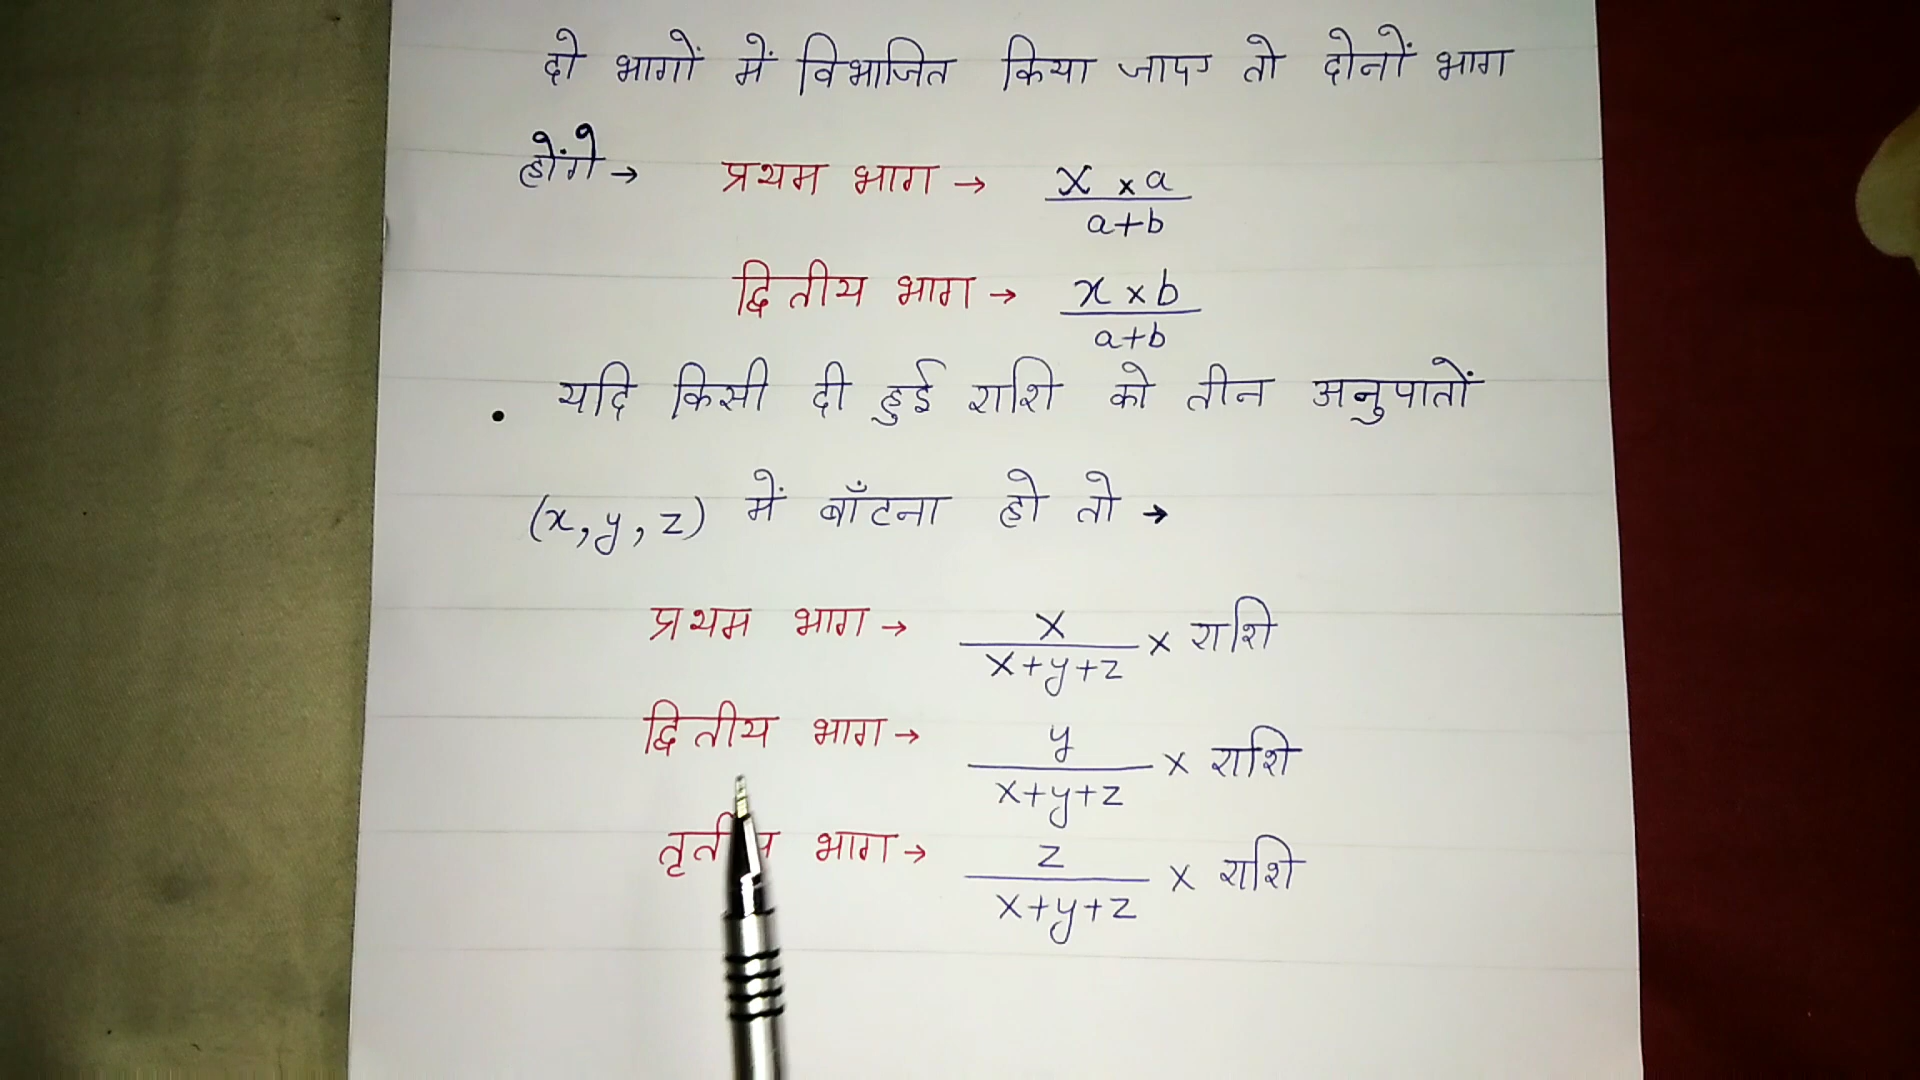 दो भागों में विभाजित किया जाए तो दोनों भाग
होंगे → प्रथम भाग → x × a / a+b
द्वितीय भाग → x × b / a+b
• यदि किसी दी हुई राशि को तीन अनुपातों
(x, y, z) में बाँटना हो तो →
प्रथम भाग → x / x+y+z × राशि
द्वितीय भाग → y / x+y+z × राशि
तृतीय भाग → z / x+y+z × राशि